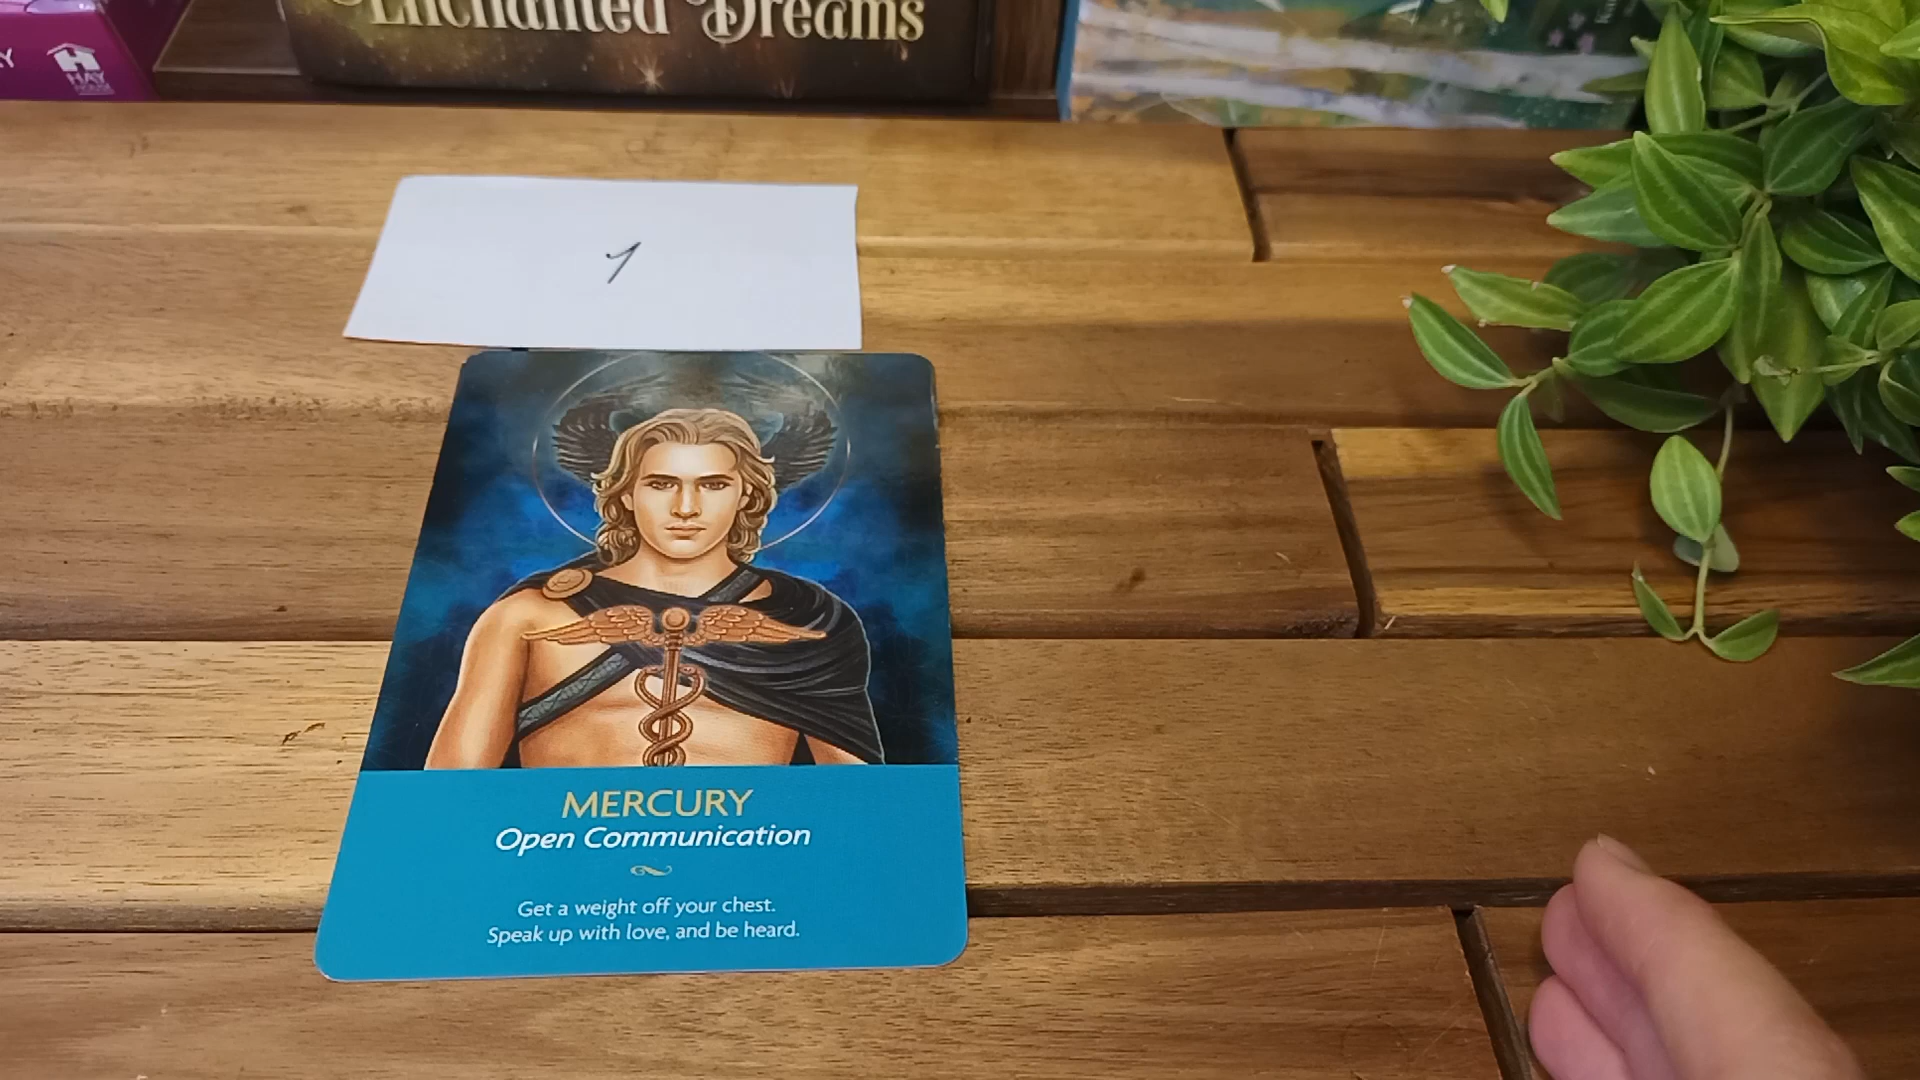 Enchanted Dreams
HAY
HOUSE
1
MERCURY
Open Communication
Get a weight off your chest.
Speak up with love, and be heard.